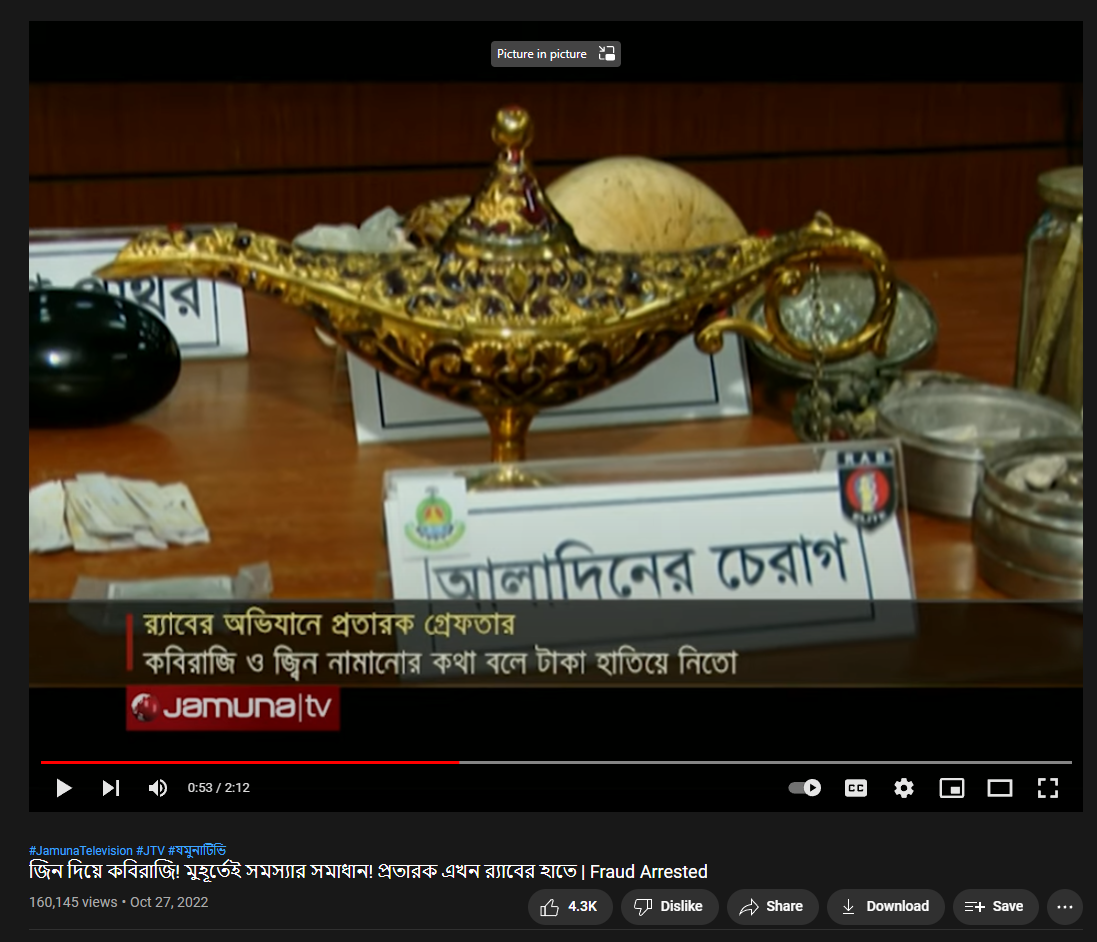 Picture in picture
পাথর
RAB
আলাদিনের চেরাগ
র‍্যাবের অভিযানে প্রতারক গ্রেফতার
কবিরাজি ও জ্বিন নামানোর কথা বলে টাকা হাতিয়ে নিতো
Jamuna|tv
0:53 / 2:12
CC
#JamunaTelevision #JTV #যমুনাটিভি
জিন দিয়ে কবিরাজি! মুহূর্তেই সমস্যার সমাধান! প্রতারক এখন র‍্যাবের হাতে | Fraud Arrested
160,145 views • Oct 27, 2022
4.3K Dislike Share Download Save